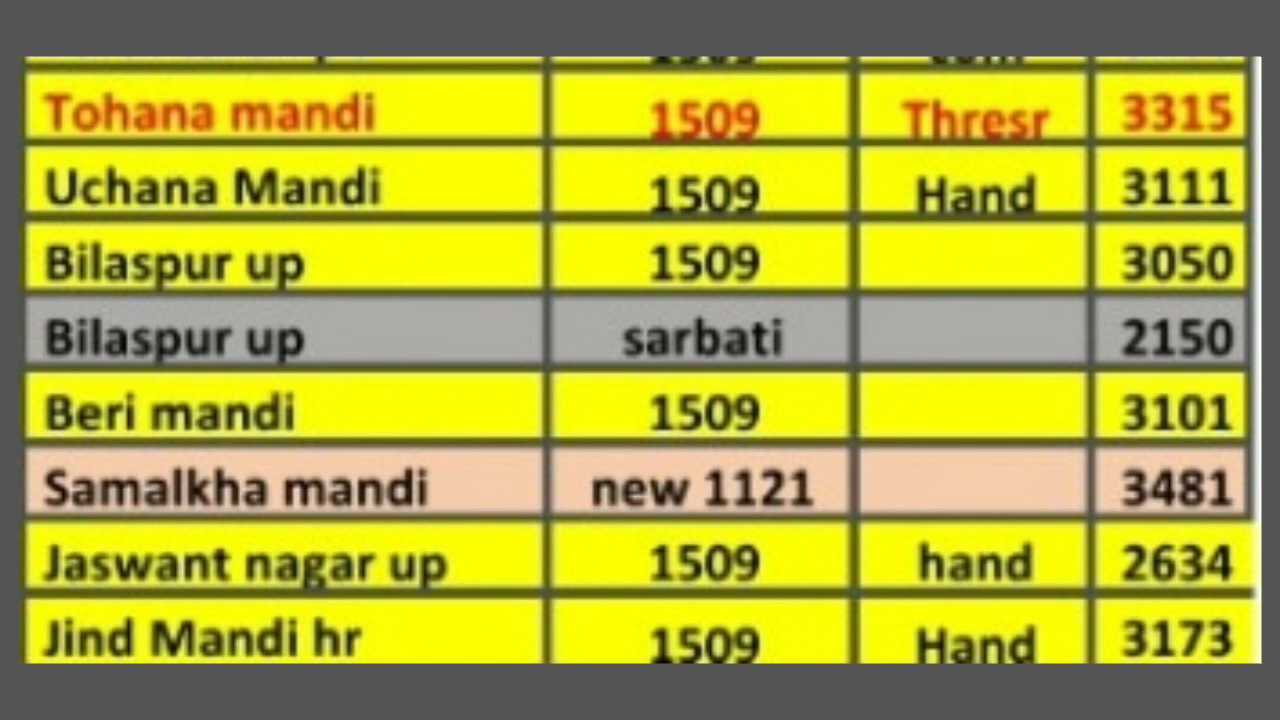 Tohana mandi 1509 Thresr 3315
Uchana Mandi 1509 Hand 3111
Bilaspur up 1509 3050
Bilaspur up sarbati 2150
Beri mandi 1509 3101
Samalkha mandi new 1121 3481
Jaswant nagar up 1509 hand 2634
Jind Mandi hr 1509 Hand 3173